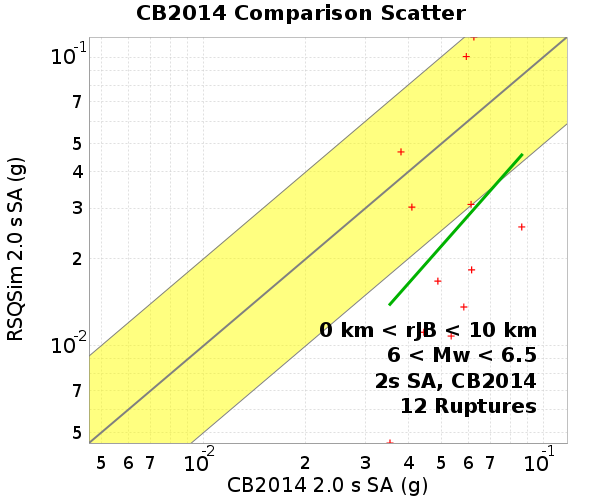 CB2014 Comparison Scatter
RSQSim 2.0 s SA (g)
10-1
7
5
4
3
2
10-2
7
5
0 km < rJB < 10 km
6 < Mw < 6.5
2s SA, CB2014
12 Ruptures
5 6 7 10-2 2 3 4 5 6 7 10-1
CB2014 2.0 s SA (g)